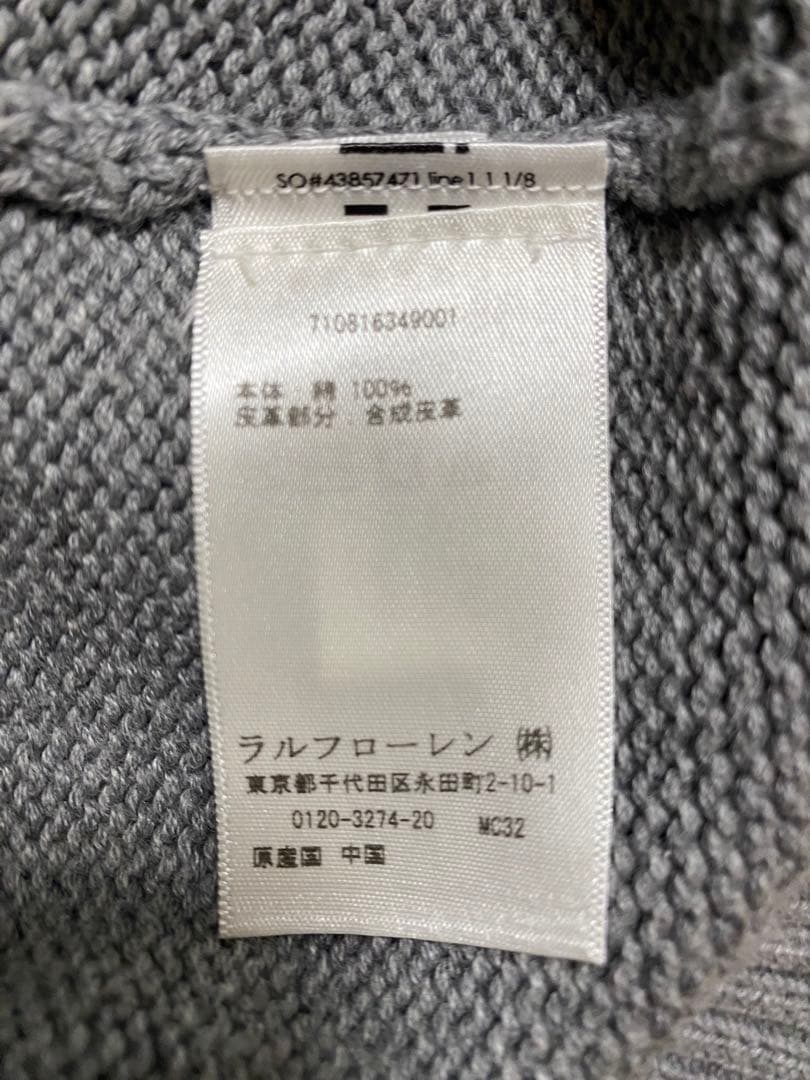 SO#43857471 line 1 1 1/8
710816349001
本体 : 綿 100%
皮革部分 : 合成皮革
ラルフローレン ㈱
東京都千代田区永田町2-10-1
0120-3274-20 MC32
原産国 中国